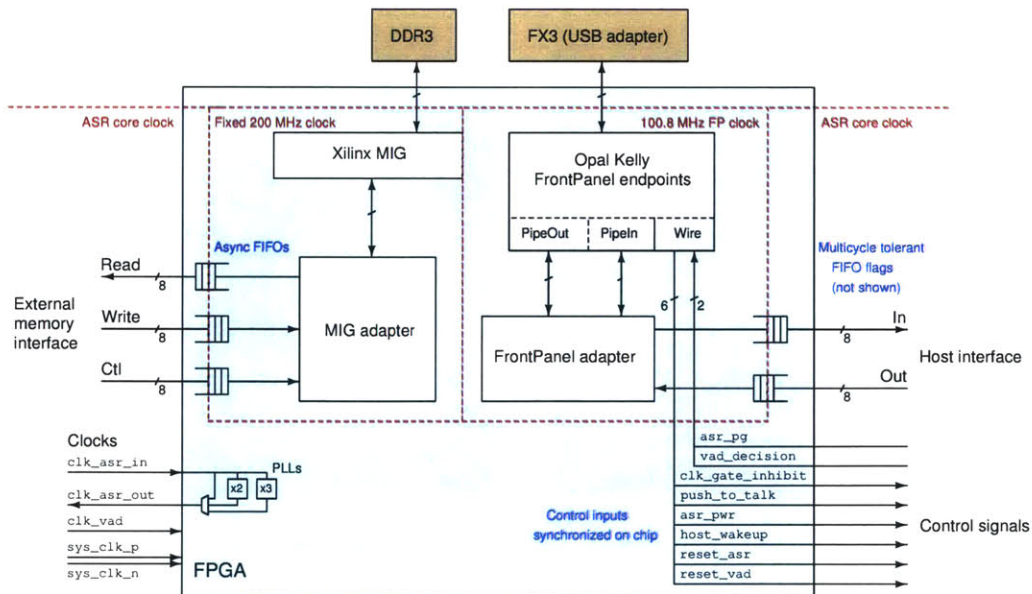 DDR3
FX3 (USB adapter)
ASR core clock
Fixed 200 MHz clock
100.8 MHz FP clock
ASR core clock
Xilinx MIG
Opal Kelly
FrontPanel endpoints
PipeOut
PipeIn
Wire
Async FIFOs
Multicycle tolerant
FIFO flags
(not shown)
Read
8
External
memory
interface
Write
8
Ctl
8
MIG adapter
FrontPanel adapter
6
2
In
8
Host interface
Out
8
Clocks
clk_asr_in
clk_asr_out
clk_vad
sys_clk_p
sys_clk_n
PLLs
x2
x3
FPGA
Control inputs
synchronized on chip
asr_pg
vad_decision
clk_gate_inhibit
push_to_talk
asr_pwr
host_wakeup
reset_asr
reset_vad
Control signals